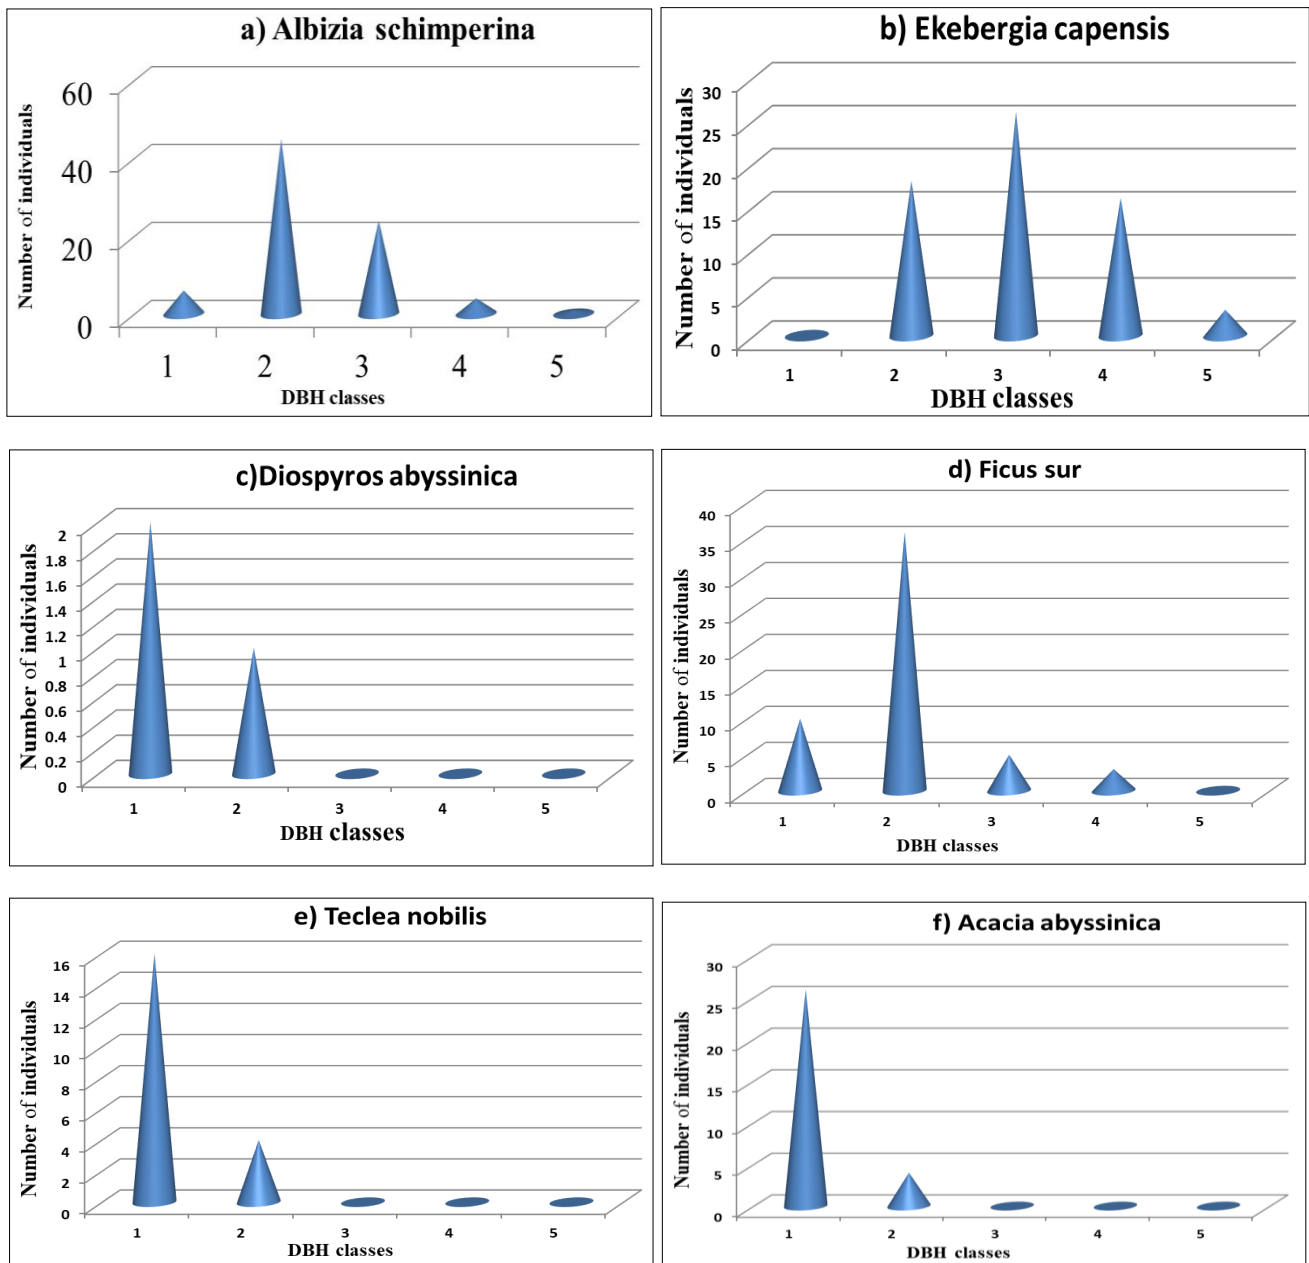 a) Albizia schimperina
Number of individuals
60
40
20
0
1 2 3 4 5
DBH classes
b) Ekebergia capensis
Number of individuals
30
25
20
15
10
5
0
1 2 3 4 5
DBH classes
c)Diospyros abyssinica
Number of individuals
2
1.8
1.6
1.4
1.2
1
0.8
0.6
0.4
0.2
0
1 2 3 4 5
DBH classes
d) Ficus sur
Number of individuals
40
35
30
25
20
15
10
5
0
1 2 3 4 5
DBH classes
e) Teclea nobilis
Number of individuals
16
14
12
10
8
6
4
2
0
1 2 3 4 5
DBH classes
f) Acacia abyssinica
Number of individuals
30
25
20
15
10
5
0
1 2 3 4 5
DBH classes